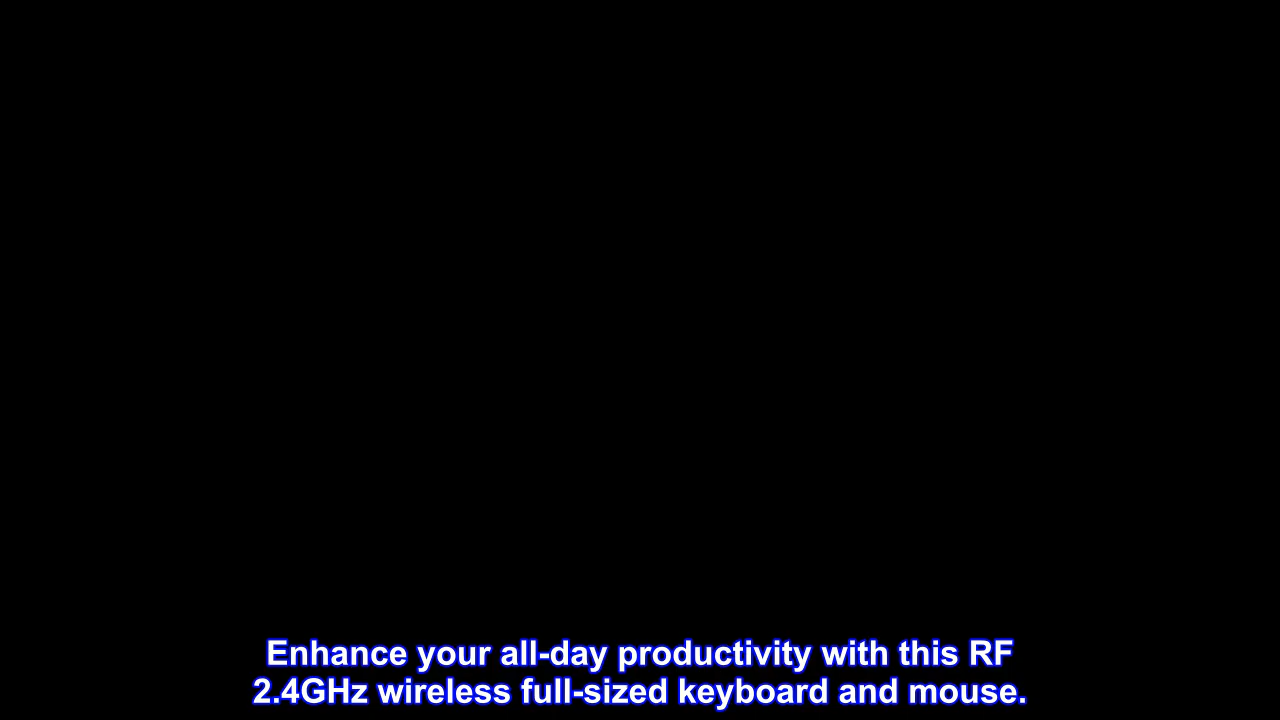 Enhance your all-day productivity with this RF
2.4GHz wireless full-sized keyboard and mouse.